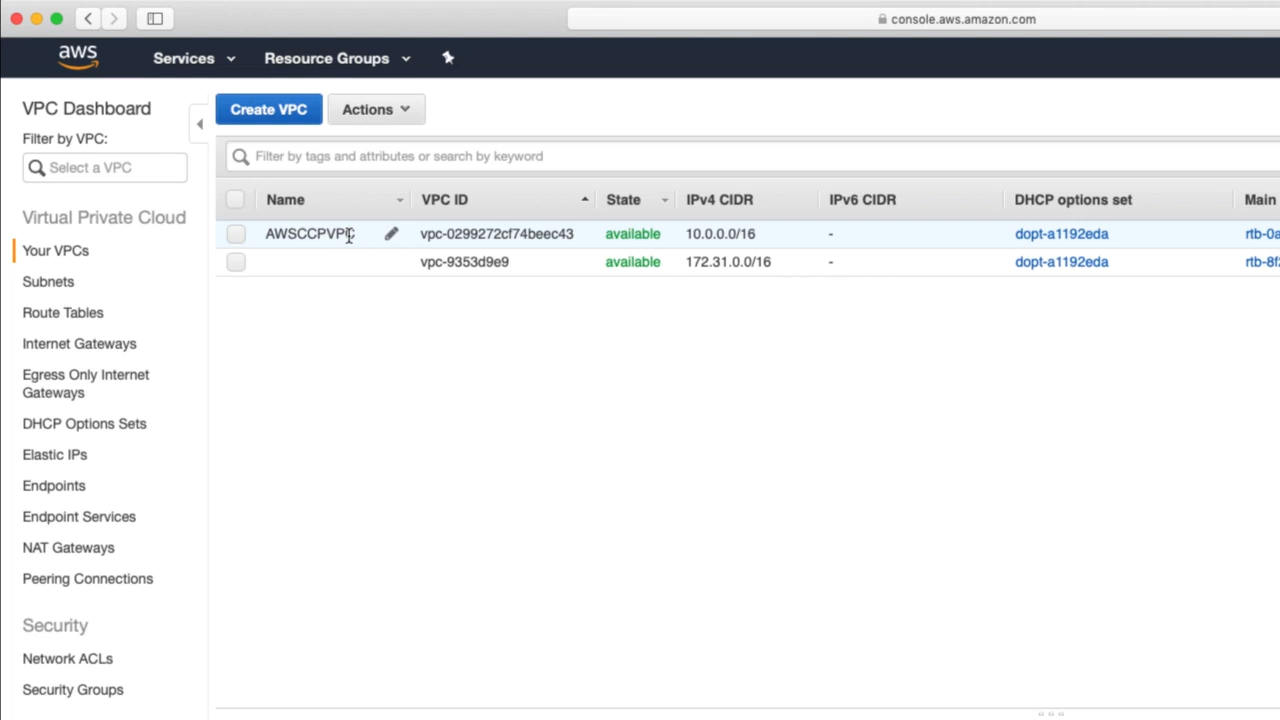 console.aws.amazon.com
aws Services Resource Groups
VPC Dashboard
Filter by VPC:
Select a VPC
Virtual Private Cloud
Your VPCs
Subnets
Route Tables
Internet Gateways
Egress Only Internet
Gateways
DHCP Options Sets
Elastic IPs
Endpoints
Endpoint Services
NAT Gateways
Peering Connections
Security
Network ACLs
Security Groups
Create VPC Actions
Filter by tags and attributes or search by keyword
Name VPC ID State IPv4 CIDR IPv6 CIDR DHCP options set Main
AWSCCPVPC vpc-0299272cf74beec43 available 10.0.0.0/16 - dopt-a1192eda rtb-0a
vpc-9353d9e9 available 172.31.0.0/16 - dopt-a1192eda rtb-8f